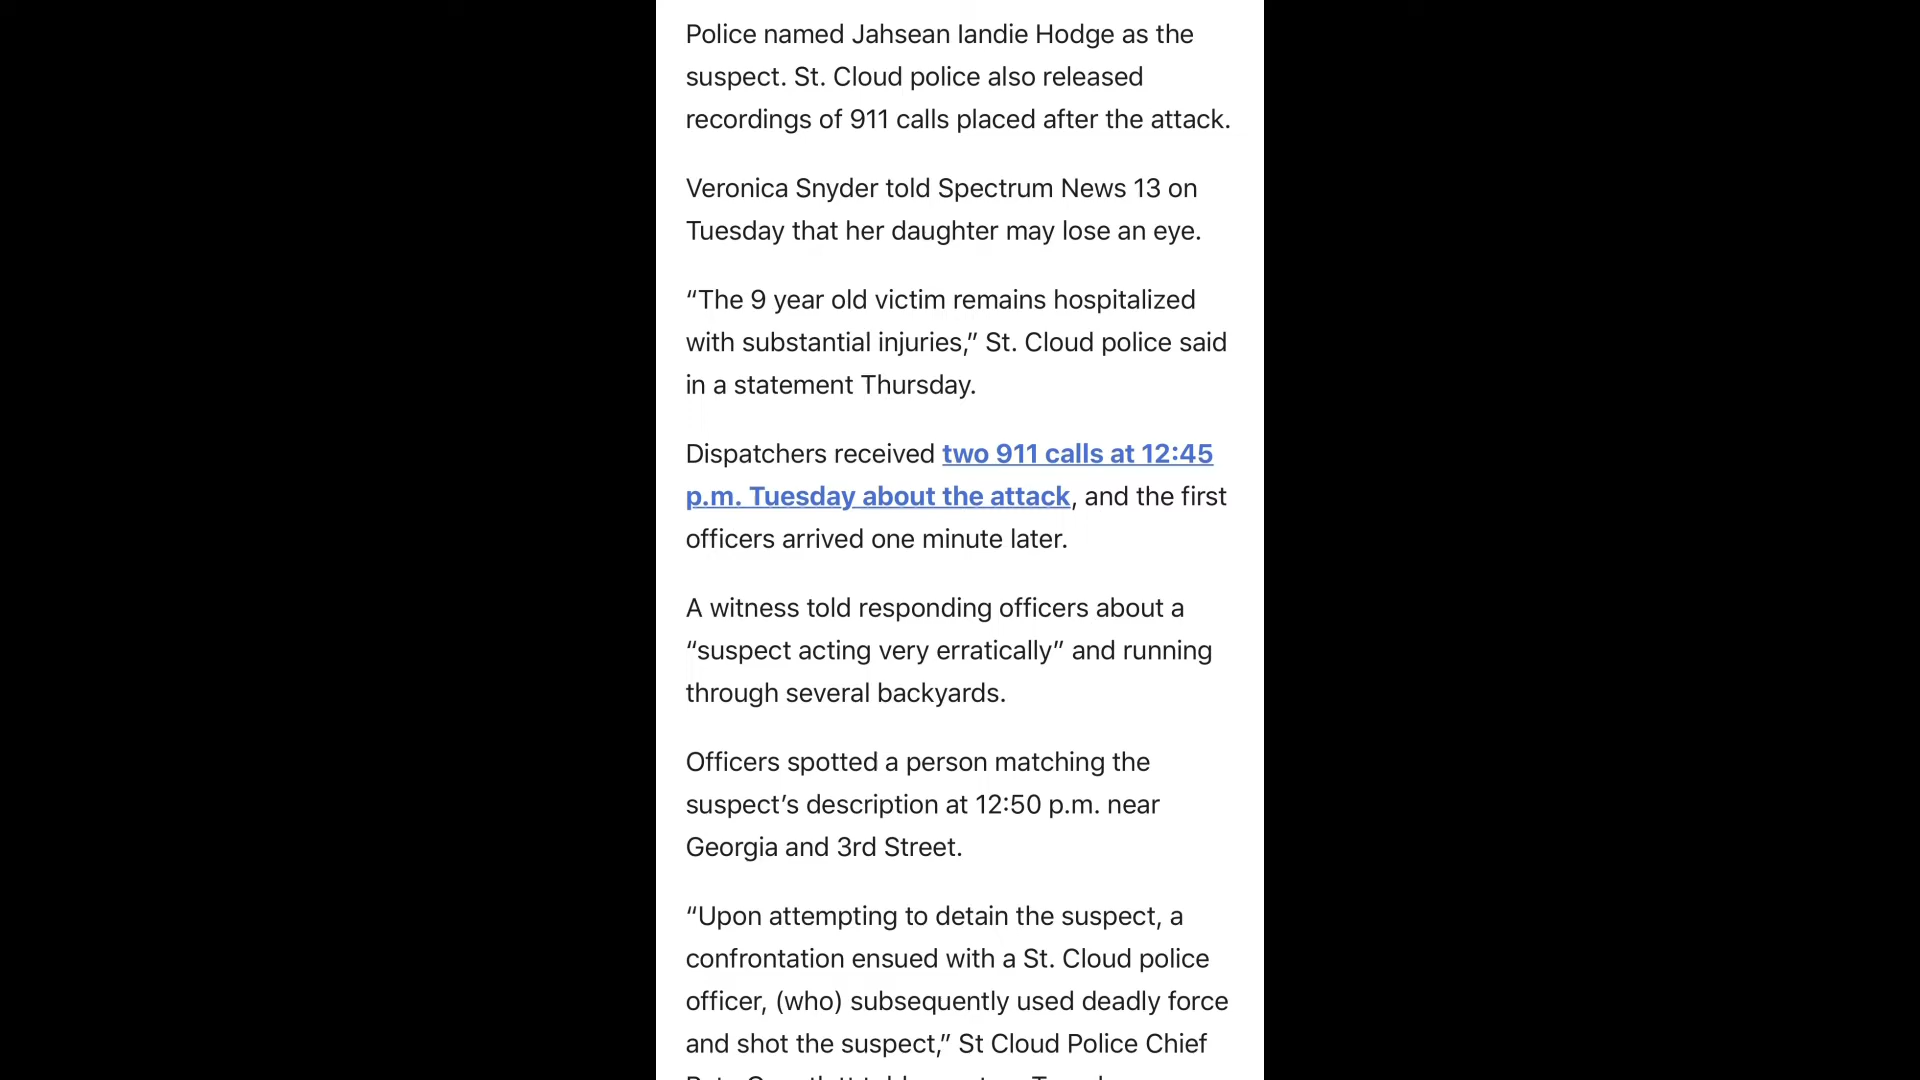 Police named Jahsean Iandie Hodge as the
suspect. St. Cloud police also released
recordings of 911 calls placed after the attack.
Veronica Snyder told Spectrum News 13 on
Tuesday that her daughter may lose an eye.
“The 9 year old victim remains hospitalized
with substantial injuries,” St. Cloud police said
in a statement Thursday.
Dispatchers received two 911 calls at 12:45
p.m. Tuesday about the attack, and the first
officers arrived one minute later.
A witness told responding officers about a
“suspect acting very erratically” and running
through several backyards.
Officers spotted a person matching the
suspect’s description at 12:50 p.m. near
Georgia and 3rd Street.
“Upon attempting to detain the suspect, a
confrontation ensued with a St. Cloud police
officer, (who) subsequently used deadly force
and shot the suspect,” St Cloud Police Chief